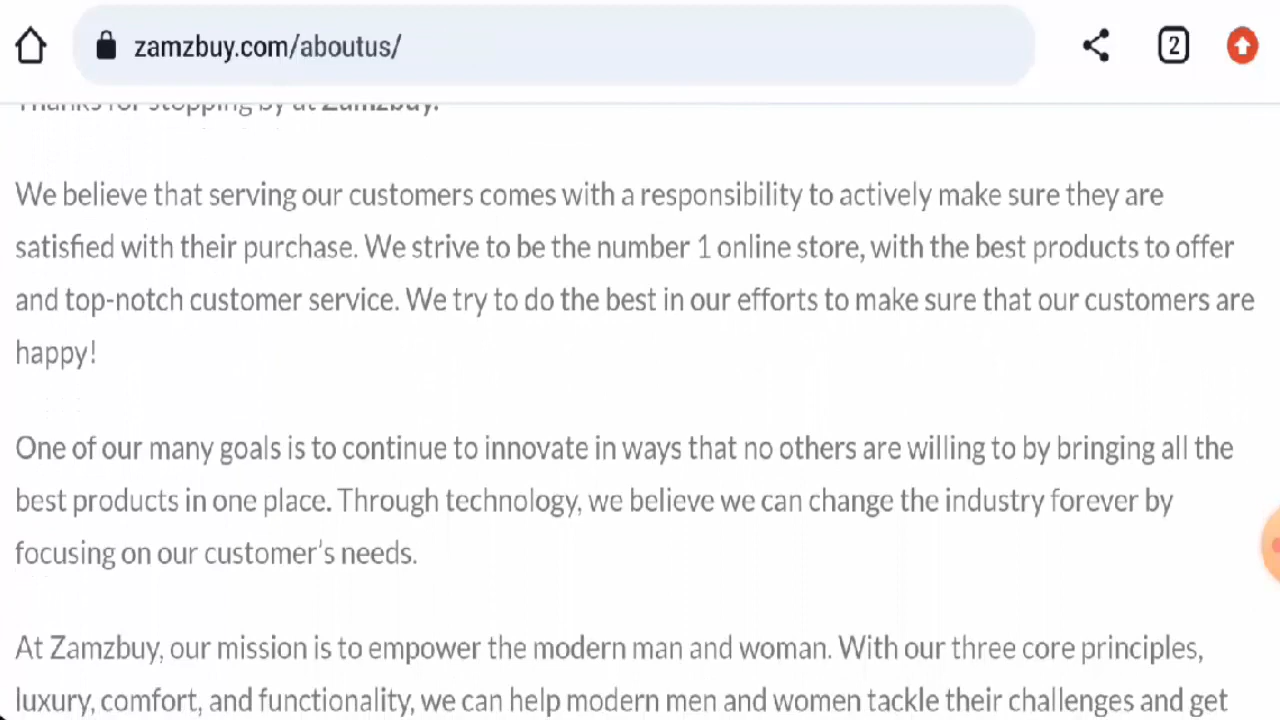 zamzbuy.com/aboutus/
2
Thanks for stopping by at Zamzbuy.
We believe that serving our customers comes with a responsibility to actively make sure they are
satisfied with their purchase. We strive to be the number 1 online store, with the best products to offer
and top-notch customer service. We try to do the best in our efforts to make sure that our customers are
happy!
One of our many goals is to continue to innovate in ways that no others are willing to by bringing all the
best products in one place. Through technology, we believe we can change the industry forever by
focusing on our customer's needs.
At Zamzbuy, our mission is to empower the modern man and woman. With our three core principles,
luxury, comfort, and functionality, we can help modern men and women tackle their challenges and get